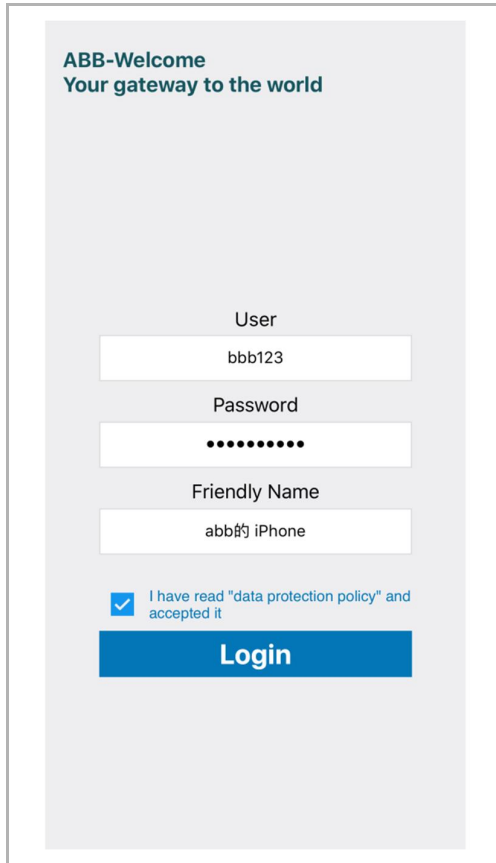 ABB-Welcome
Your gateway to the world
User
bbb123
Password
••••••••••
Friendly Name
abb的 iPhone
I have read "data protection policy" and
accepted it
Login